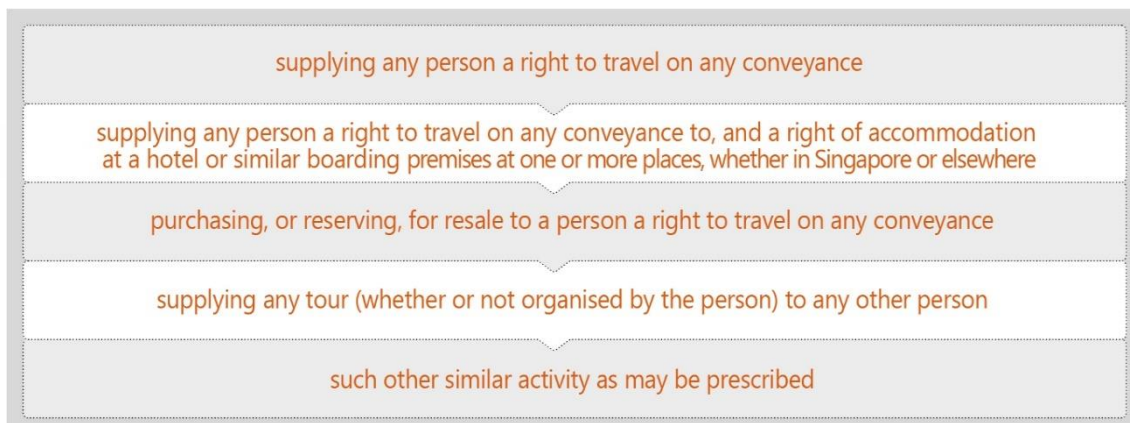 supplying any person a right to travel on any conveyance
supplying any person a right to travel on any conveyance to, and a right of accommodation
at a hotel or similar boarding premises at one or more places, whether in Singapore or elsewhere
purchasing, or reserving, for resale to a person a right to travel on any conveyance
supplying any tour (whether or not organised by the person) to any other person
such other similar activity as may be prescribed